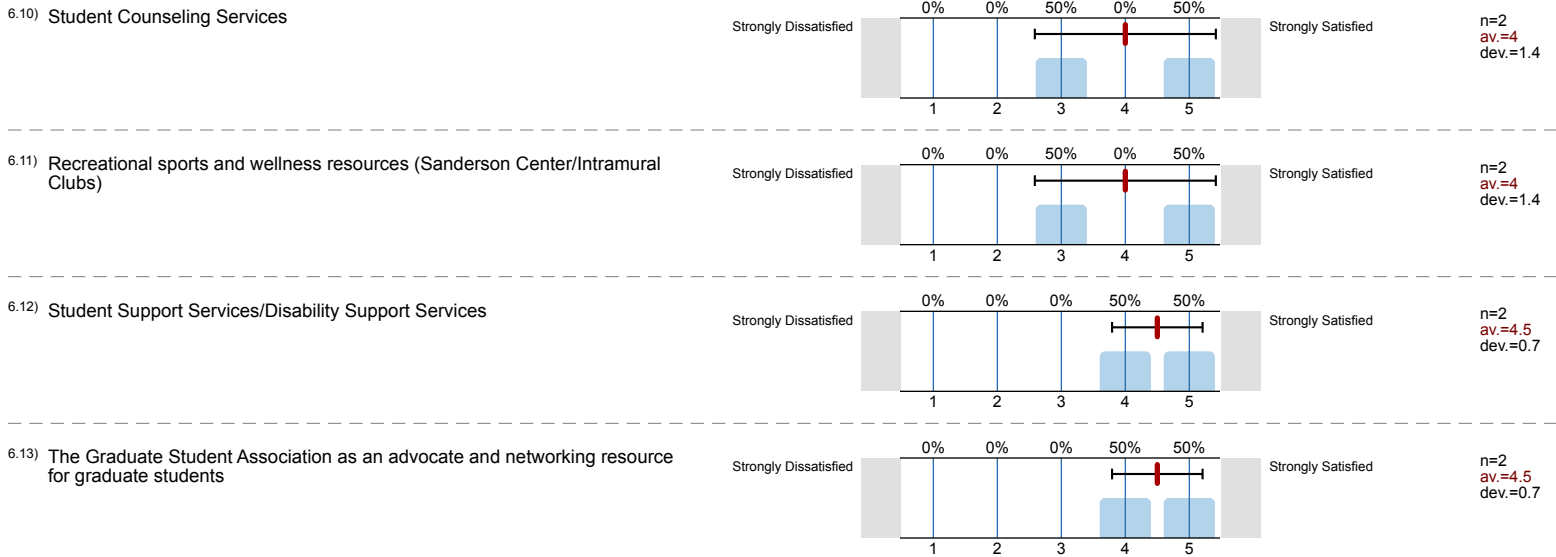 6.10) Student Counseling Services
0% 0% 50% 0% 50%
Strongly Dissatisfied
Strongly Satisfied
n=2
av.=4
dev.=1.4
1 2 3 4 5
6.11) Recreational sports and wellness resources (Sanderson Center/Intramural
Clubs)
0% 0% 50% 0% 50%
Strongly Dissatisfied
Strongly Satisfied
n=2
av.=4
dev.=1.4
1 2 3 4 5
6.12) Student Support Services/Disability Support Services
0% 0% 0% 50% 50%
Strongly Dissatisfied
Strongly Satisfied
n=2
av.=4.5
dev.=0.7
1 2 3 4 5
6.13) The Graduate Student Association as an advocate and networking resource
for graduate students
0% 0% 0% 50% 50%
Strongly Dissatisfied
Strongly Satisfied
n=2
av.=4.5
dev.=0.7
1 2 3 4 5